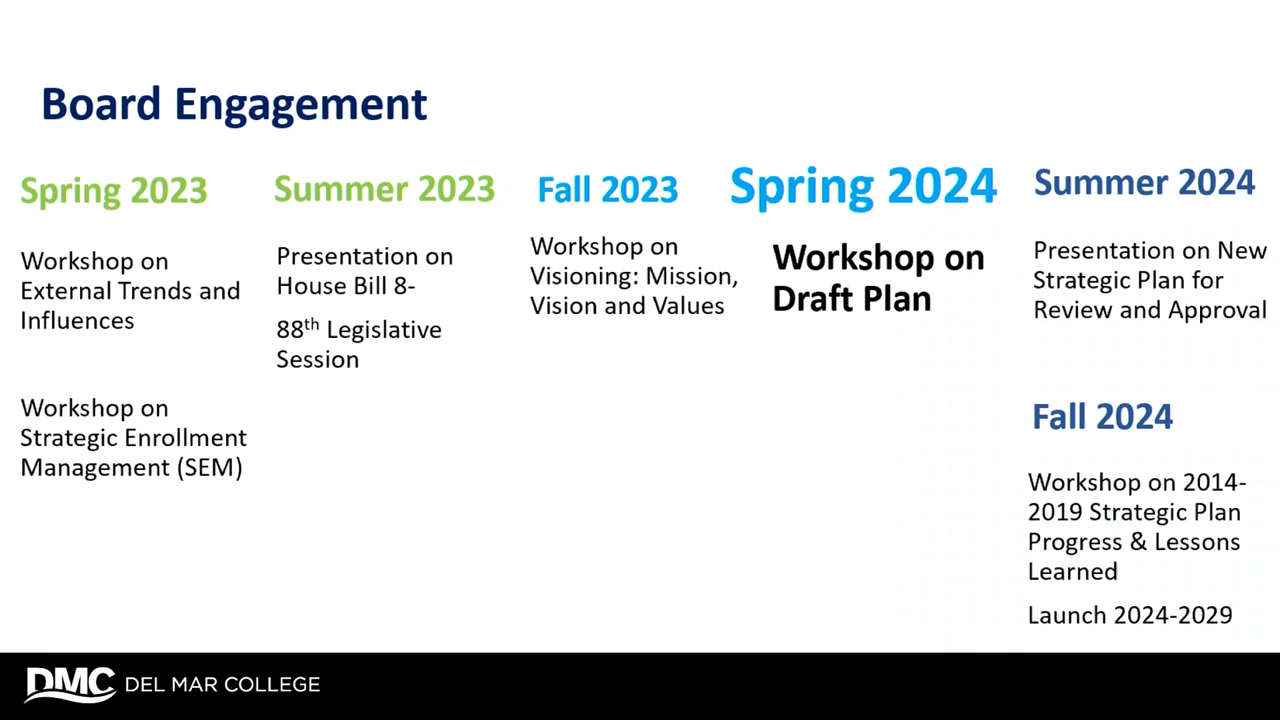 Board Engagement
Spring 2023
Workshop on
External Trends and
Influences
Workshop on
Strategic Enrollment
Management (SEM)
Summer 2023
Presentation on
House Bill 8-
88th Legislative
Session
Fall 2023
Workshop on
Visioning: Mission,
Vision and Values
Spring 2024
Workshop on
Draft Plan
Summer 2024
Presentation on New
Strategic Plan for
Review and Approval
Fall 2024
Workshop on 2014-
2019 Strategic Plan
Progress & Lessons
Learned
Launch 2024-2029
DMC DEL MAR COLLEGE